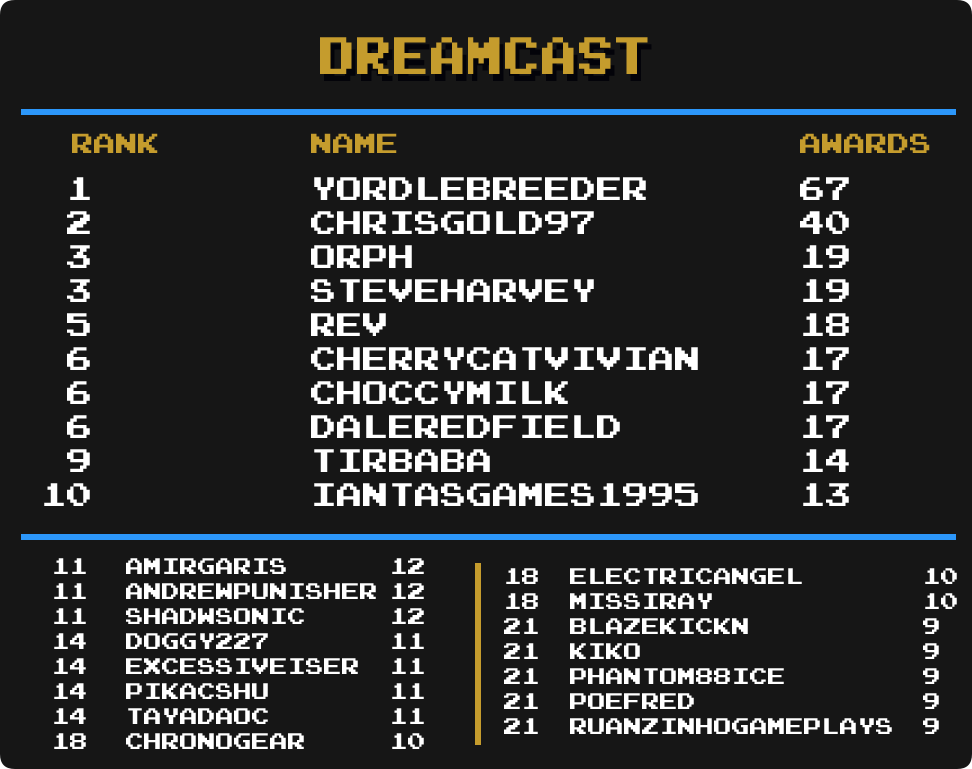 DREAMCAST
RANK NAME AWARDS
1 YORDLEBREEDER 67
2 CHRISGOLD97 40
3 ORPH 19
3 STEVEHARVEY 19
5 REV 18
6 CHERRYCATVIVIAN 17
6 CHOCCYMILK 17
6 DALEREDFIELD 17
9 TIRBABA 14
10 IANTASGAMES1995 13
11 AMIRGARIS 12
11 ANDREWPUNISHER 12
11 SHADWSONIC 12
14 DOGGY227 11
14 EXCESSIVEISER 11
14 PIKACSHU 11
14 TAYADAOC 11
18 CHRONOGEAR 10
18 ELECTRICANGEL 10
18 MISSIRAY 10
21 BLAZEKICKN 9
21 KIKO 9
21 PHANTOM88ICE 9
21 POEFRED 9
21 RUANZINHOGAMEPLAYS 9